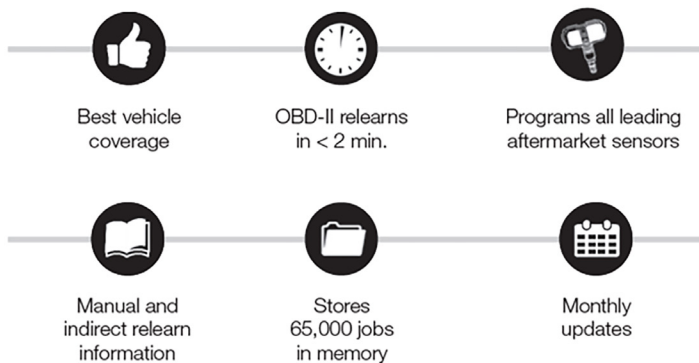 Best vehicle
coverage
OBD-II relearns
in < 2 min.
Programs all leading
aftermarket sensors
Manual and
indirect relearn
information
Stores
65,000 jobs
in memory
Monthly
updates